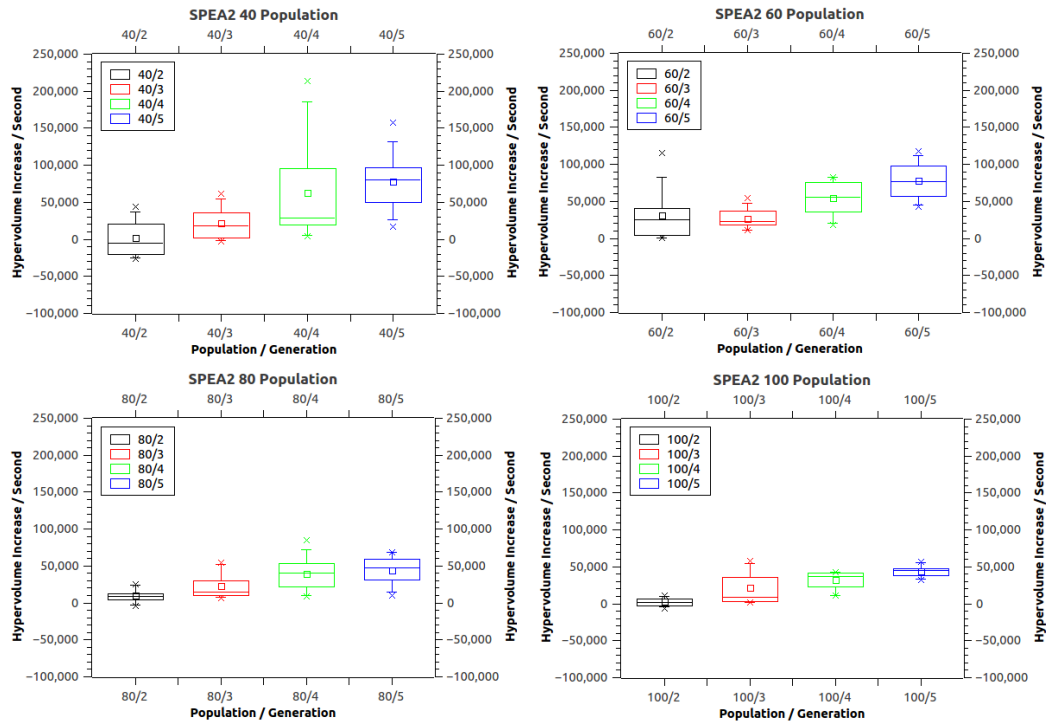 SPEA2 40 Population
40/2 40/3 40/4 40/5
250,000 250,000
200,000 200,000
150,000 150,000
100,000 100,000
50,000 50,000
0 0
−50,000 −50,000
−100,000 −100,000
40/2
40/3
40/4
40/5
Hypervolume Increase / Second
Hypervolume Increase / Second
40/2 40/3 40/4 40/5
Population / Generation
SPEA2 60 Population
60/2 60/3 60/4 60/5
250,000 250,000
200,000 200,000
150,000 150,000
100,000 100,000
50,000 50,000
0 0
−50,000 −50,000
−100,000 −100,000
60/2
60/3
60/4
60/5
Hypervolume Increase / Second
Hypervolume Increase / Second
60/2 60/3 60/4 60/5
Population / Generation
SPEA2 80 Population
80/2 80/3 80/4 80/5
250,000 250,000
200,000 200,000
150,000 150,000
100,000 100,000
50,000 50,000
0 0
−50,000 −50,000
−100,000 −100,000
80/2
80/3
80/4
80/5
Hypervolume Increase / Second
Hypervolume Increase / Second
80/2 80/3 80/4 80/5
Population / Generation
SPEA2 100 Population
100/2 100/3 100/4 100/5
250,000 250,000
200,000 200,000
150,000 150,000
100,000 100,000
50,000 50,000
0 0
−50,000 −50,000
−100,000 −100,000
100/2
100/3
100/4
100/5
Hypervolume Increase / Second
Hypervolume Increase / Second
100/2 100/3 100/4 100/5
Population / Generation